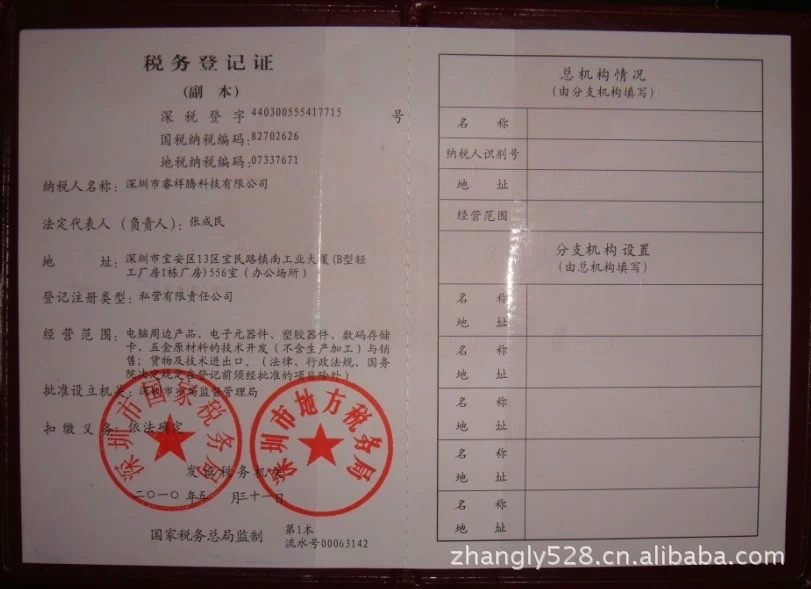 税务登记证
(副 本)
深 税 登 字 440300555417715 号
国税纳税编码:82702626
地税纳税编码:07337671
纳税人名称: 深圳市睿祥腾科技有限公司
法定代表人(负责人): 张成民
地 址: 深圳市宝安区13区宝民路镇南工业大厦(B型轻
工厂房1栋厂房)556室(办公场所)
登记注册类型: 私营有限责任公司
经营范围: 电脑周边产品、电子元器件、塑胶器件、数码存储
卡、五金原材料的技术开发(不含生产加工)与销
售;货物及技术进出口。(法律、行政法规、国务
院决定规定在登记前须经批准的项目除外)
批准设立机关: 深圳市市场监督管理局
扣缴义务: 依法确定
深圳市国家税务局
深圳市地方税务局
发证税务机关
二〇一〇 年五 月三十一日
国家税务总局监制
第1本
流水号00063142
总机构情况
(由分支机构填写)
名 称
纳税人识别号
地 址
经营范围
分支机构设置
(由总机构填写)
名 称
地 址
名 称
地 址
名 称
地 址
名 称
地 址
名 称
地 址
zhangly528.cn.alibaba.com